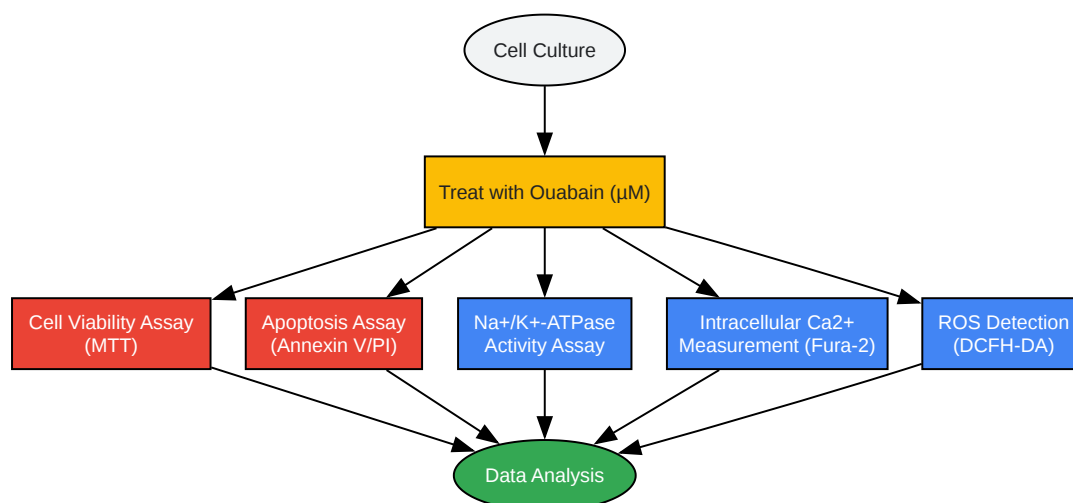 Cell Culture
Treat with Ouabain (µM)
Cell Viability Assay
(MTT)
Apoptosis Assay
(Annexin V/PI)
Na+/K+-ATPase
Activity Assay
Intracellular Ca2+
Measurement (Fura-2)
ROS Detection
(DCFH-DA)
Data Analysis